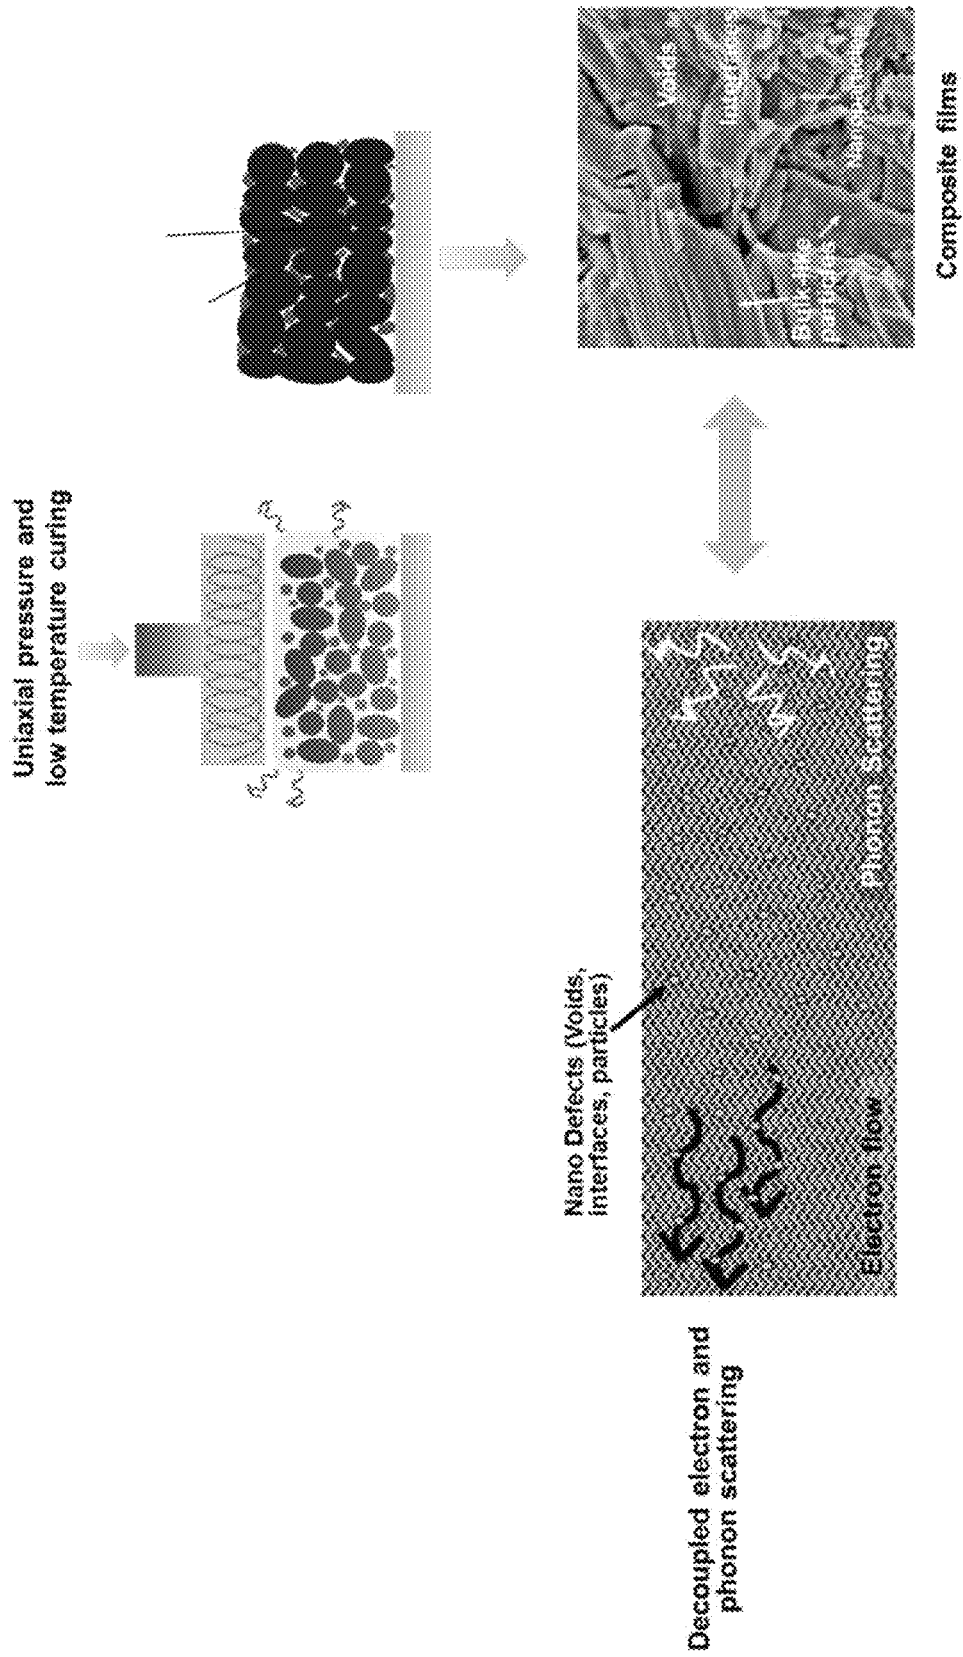 Uniaxial pressure and
low temperature curing
Voids
Interfaces
Bulk-like
particles
Composite films
Nano Defects (Voids,
interfaces, particles)
Electron flow
Phonon Scattering
Decoupled electron and
phonon scattering